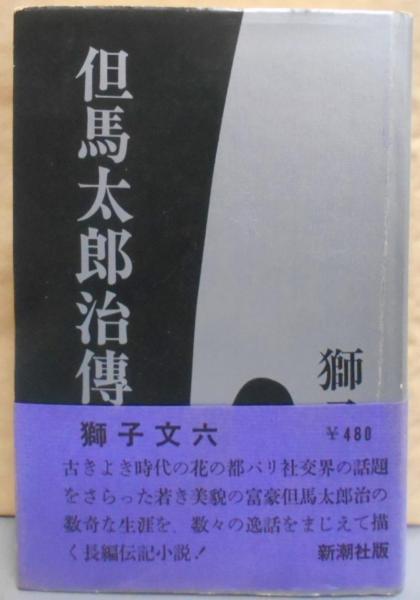 但馬太郎治傳
獅子
獅子文六
￥480
古きよき時代の花の都パリ社交界の話題
をさらった若き美貌の富豪但馬太郎治の
数奇な生涯を、数々の逸話をまじえて描
く長編伝記小説！
新潮社版